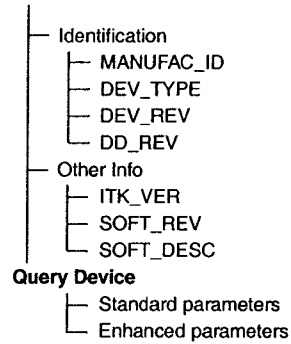 Identification
MANUFAC_ID
DEV_TYPE
DEV_REV
DD_REV
Other Info
ITK_VER
SOFT_REV
SOFT_DESC
Query Device
Standard parameters
Enhanced parameters